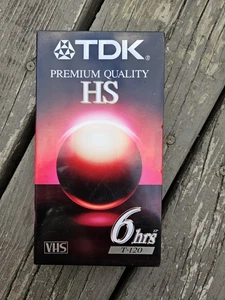 TDK®
PREMIUM QUALITY
HS
6 hrs
T-120
VHS